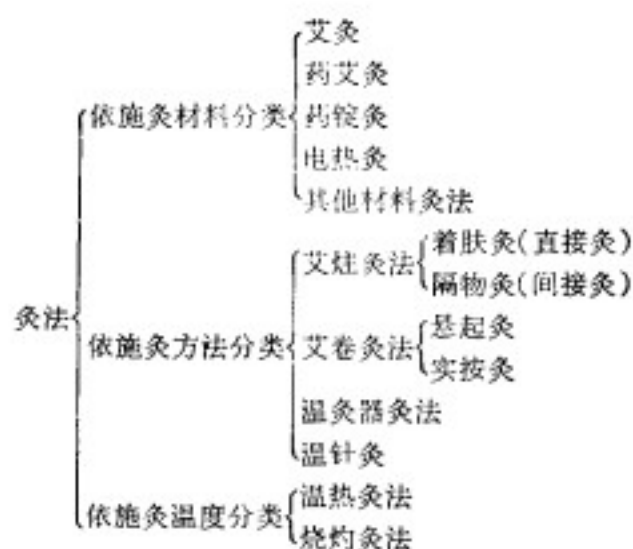 艾灸
药艾灸
依施灸材料分类
药锭灸
电热灸
其他材料灸法
着肤灸(直接灸)
艾炷灸法
隔物灸(间接灸)
灸法
悬起灸
依施灸方法分类
艾卷灸法
实按灸
温灸器灸法
温针灸
温热灸法
依施灸温度分类
烧灼灸法